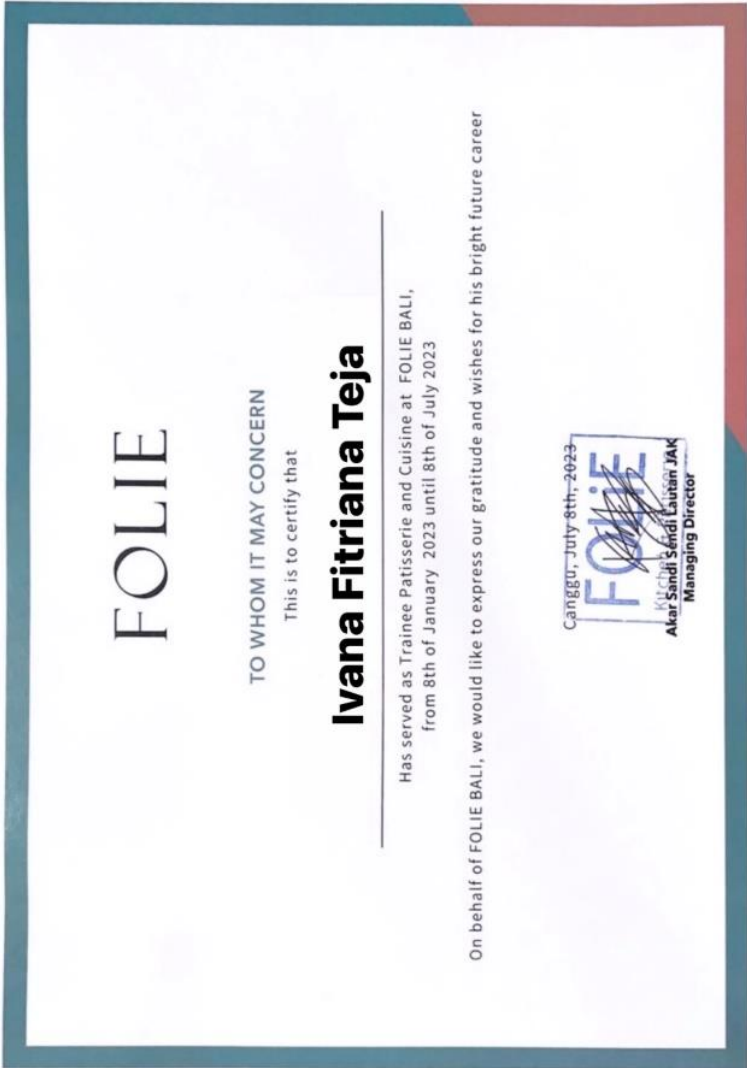 FOLIE
TO WHOM IT MAY CONCERN
This is to certify that
Ivana Fitriana Teja
Has served as Trainee Patisserie and Cuisine at FOLIE BALI,
from 8th of January 2023 until 8th of July 2023
On behalf of FOLIE BALI, we would like to express our gratitude and wishes for his bright future career
Canggu, July 8th, 2023
FOLIE
Kitchen
Akar Sandi Sendi Lautan JAK
Managing Director